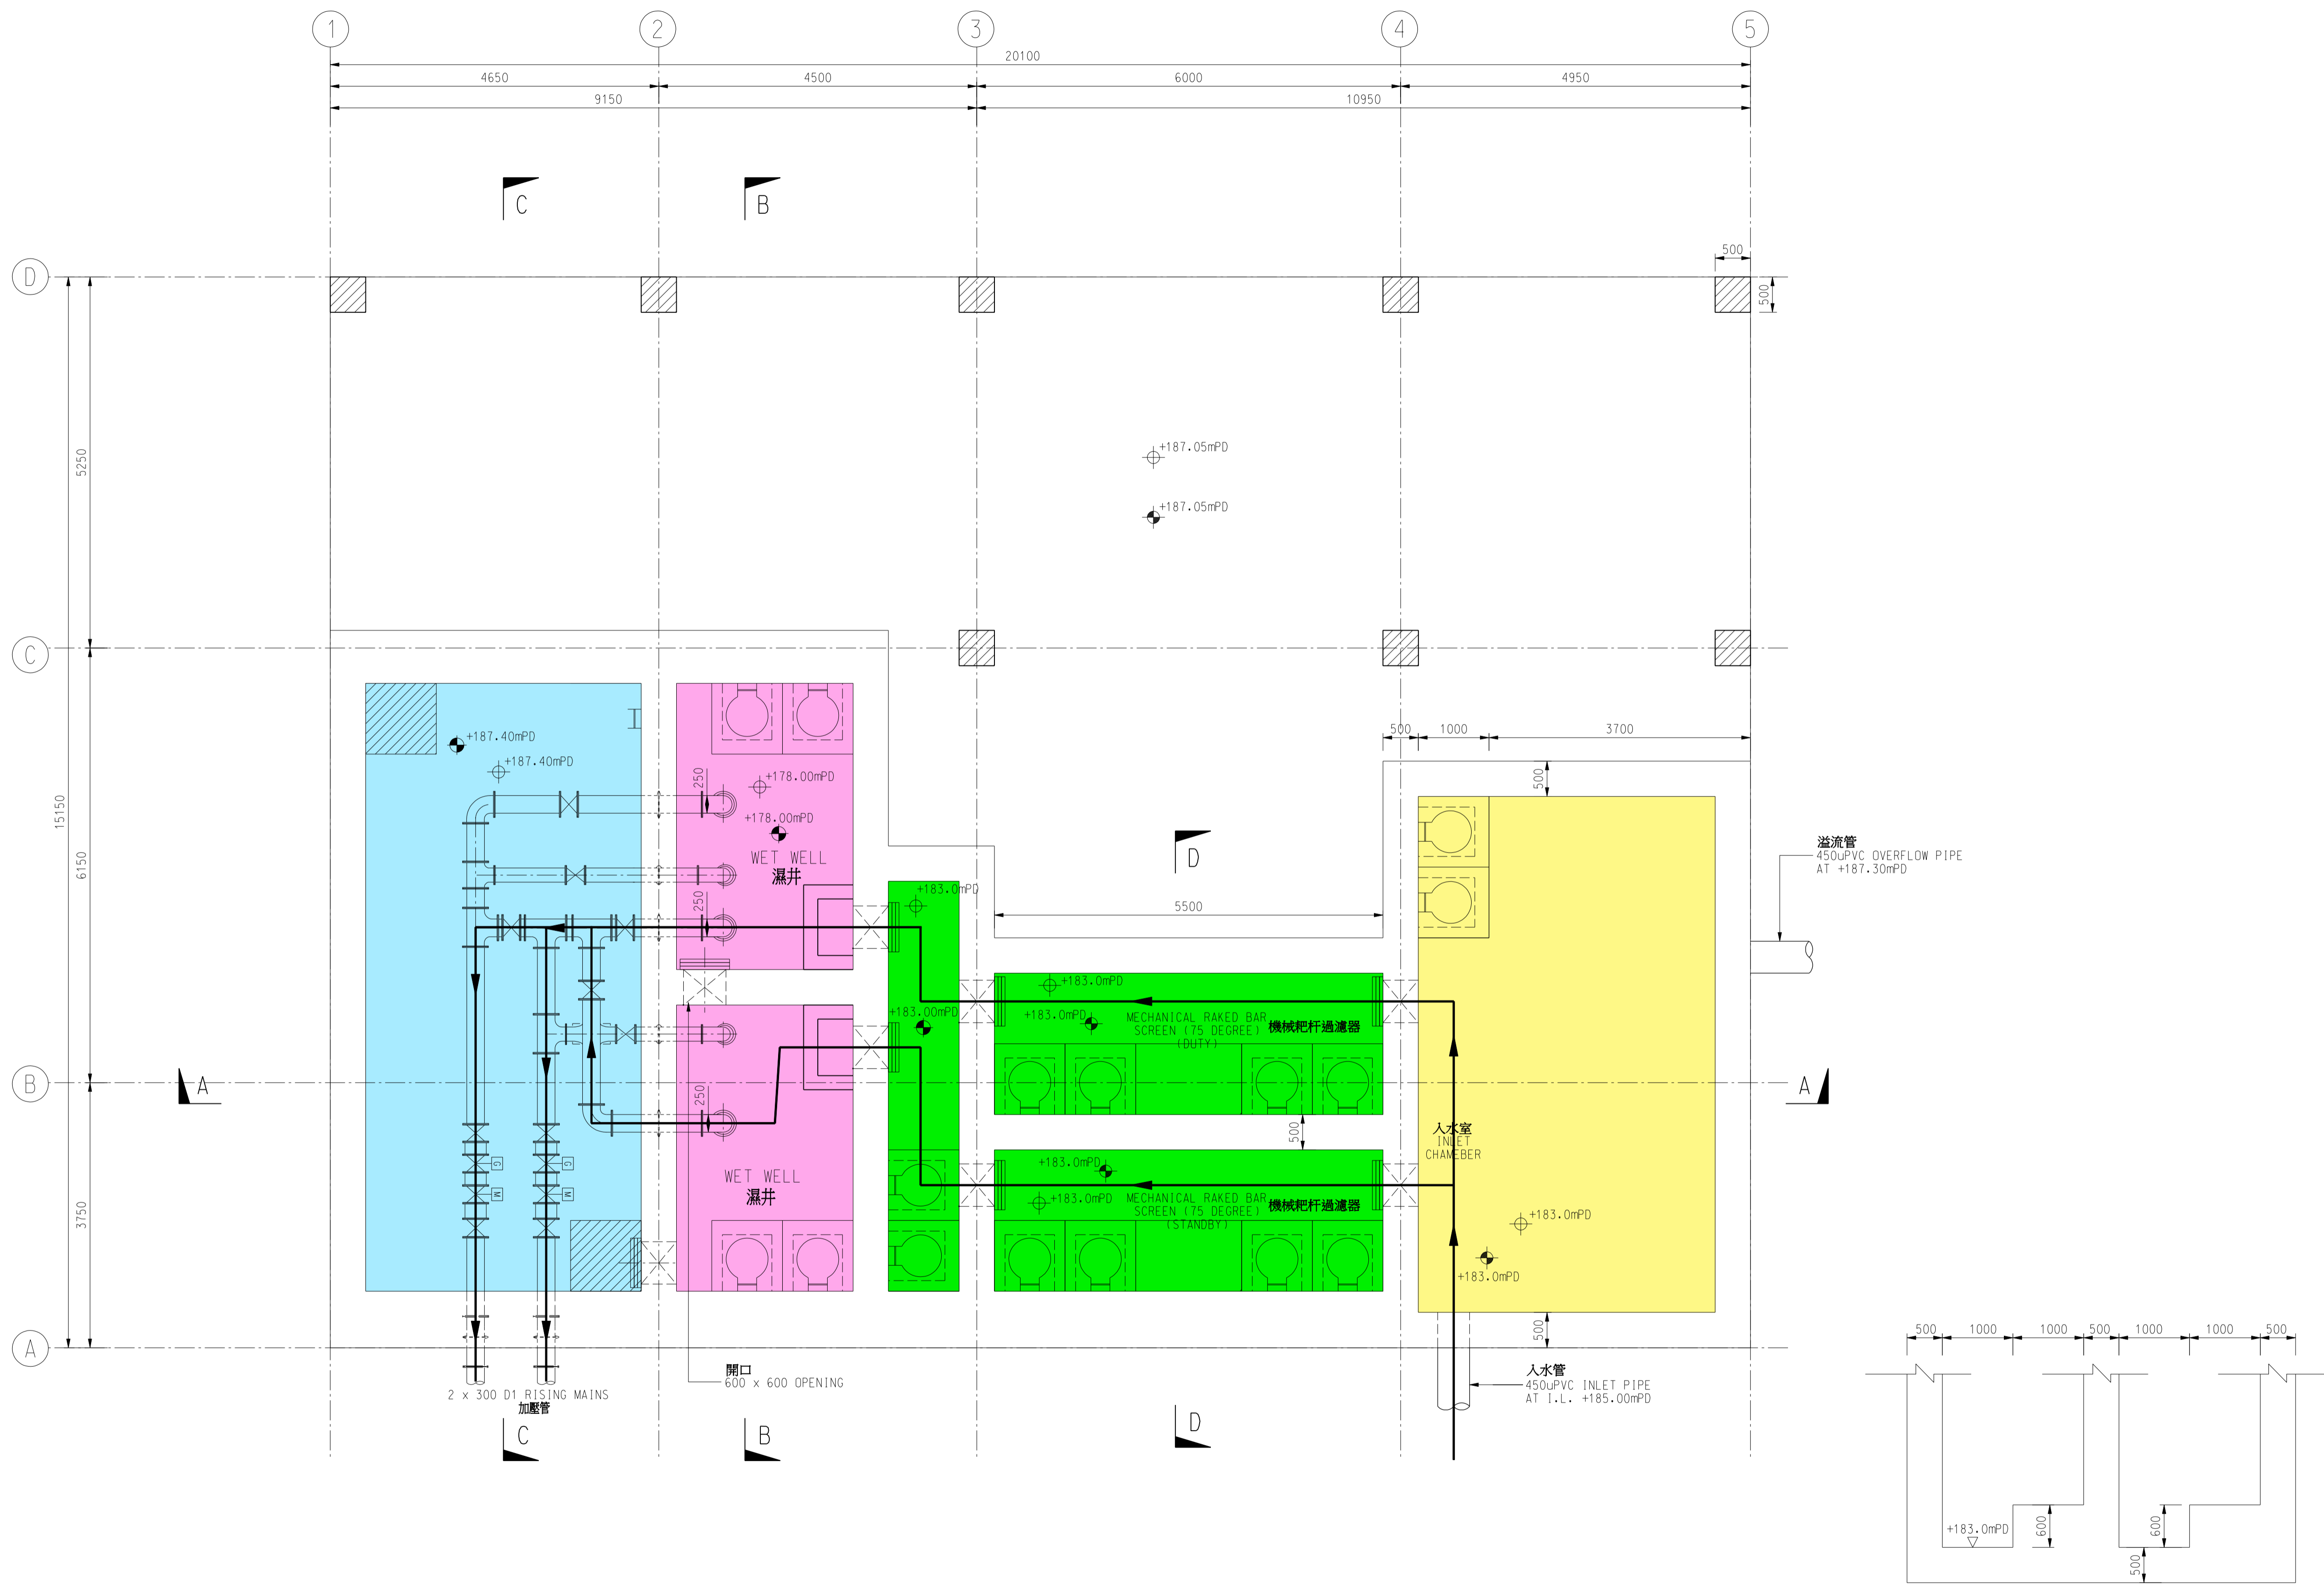 1
2
3
4
5
20100
4650
4500
6000
4950
9150
10950
C
B
500
D
500
+187.05mPD
5250
+187.05mPD
C
500
1000
3700
+187.40mPD
+187.40mPD
250
+178.00mPD
500
15150
6150
+178.00mPD
WET WELL
濕井
D
溢流管
450uPVC OVERFLOW PIPE
AT +187.30mPD
+183.0mPD
250
5500
+183.0mPD
+183.00mPD
+183.0mPD
MECHANICAL RAKED BAR
SCREEN (75 DEGREE)
(DUTY)
機械耙杆過濾器
B
A
A
250
500
入水室
INLET
CHAMEBER
G
G
M
M
WET WELL
濕井
+183.0mPD
+183.0mPD
MECHANICAL RAKED BAR
SCREEN (75 DEGREE)
(STANDBY)
機械耙杆過濾器
3750
+183.0mPD
+183.0mPD
500
A
開口
600 x 600 OPENING
入水管
450uPVC INLET PIPE
AT I.L. +185.00mPD
2 x 300 DI RISING MAINS
加壓管
C
B
D
500
1000
1000
500
1000
1000
500
+183.0mPD
600
600
500